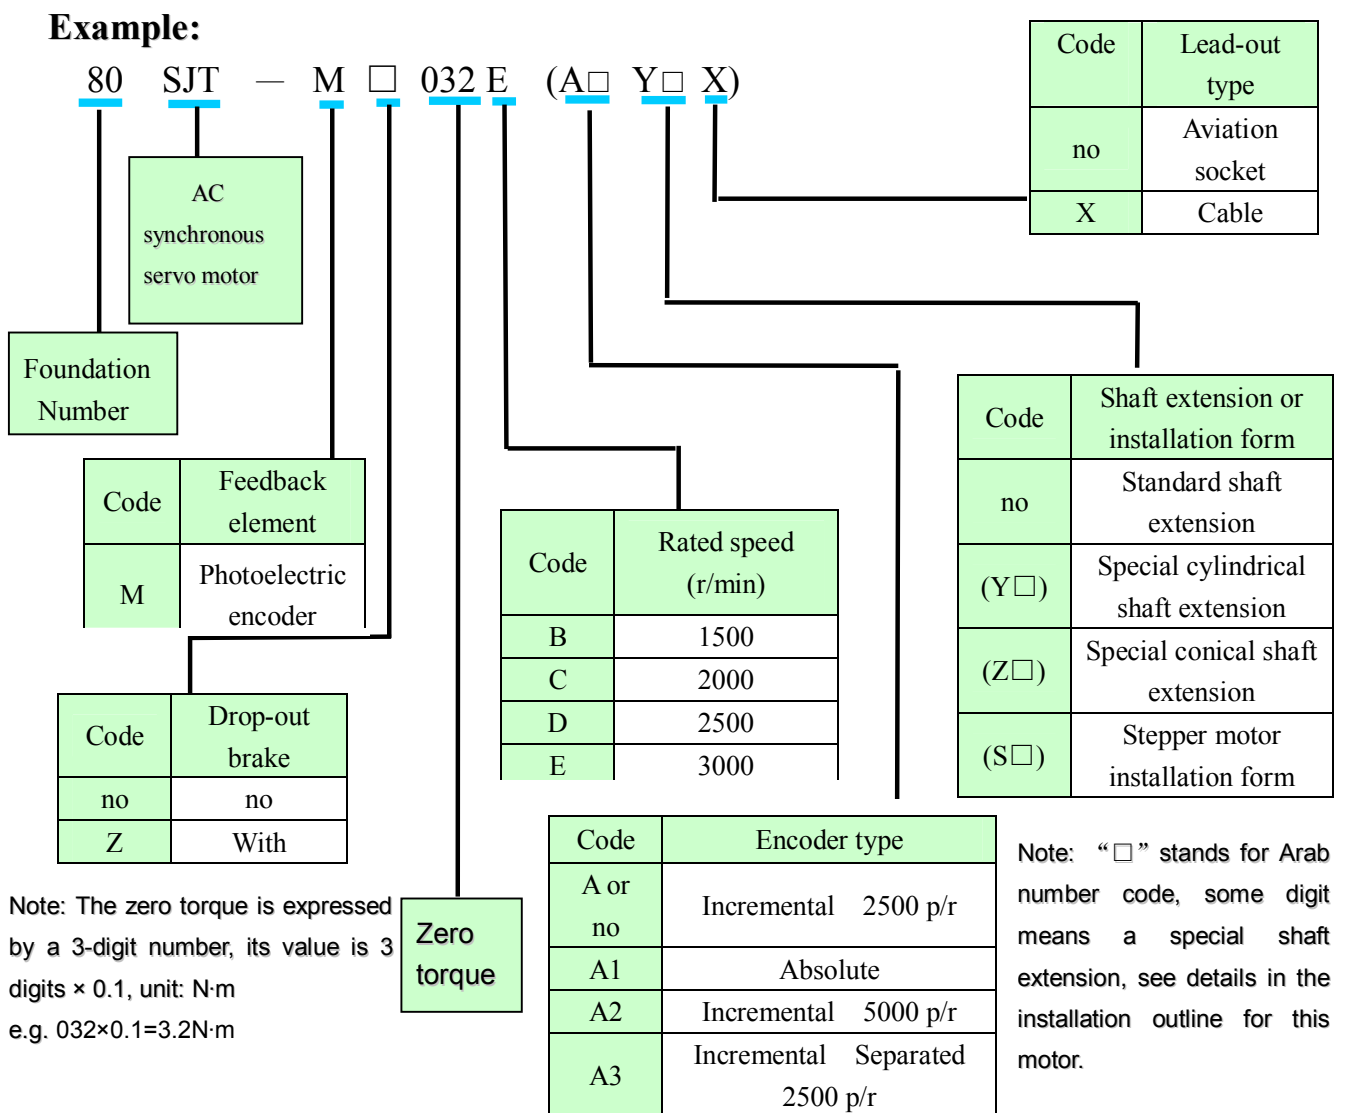 Example:
80 SJT — M □ 032 E (A□ Y□ X)
Code Lead-out
type
no Aviation
socket
X Cable
AC
synchronous
servo motor
Foundation
Number
Code Feedback
element
M Photoelectric
encoder
Code Drop-out
brake
no no
Z With
Code Rated speed
(r/min)
B 1500
C 2000
D 2500
E 3000
Code Shaft extension or
installation form
no Standard shaft
extension
(Y□) Special cylindrical
shaft extension
(Z□) Special conical shaft
extension
(S□) Stepper motor
installation form
Note: The zero torque is expressed
by a 3-digit number, its value is 3
digits × 0.1, unit: N·m
e.g. 032×0.1=3.2N·m
Zero
torque
Code Encoder type
A or
no Incremental 2500 p/r
A1 Absolute
A2 Incremental 5000 p/r
A3 Incremental Separated
2500 p/r
Note: “□” stands for Arab
number code, some digit
means a special shaft
extension, see details in the
installation outline for this
motor.